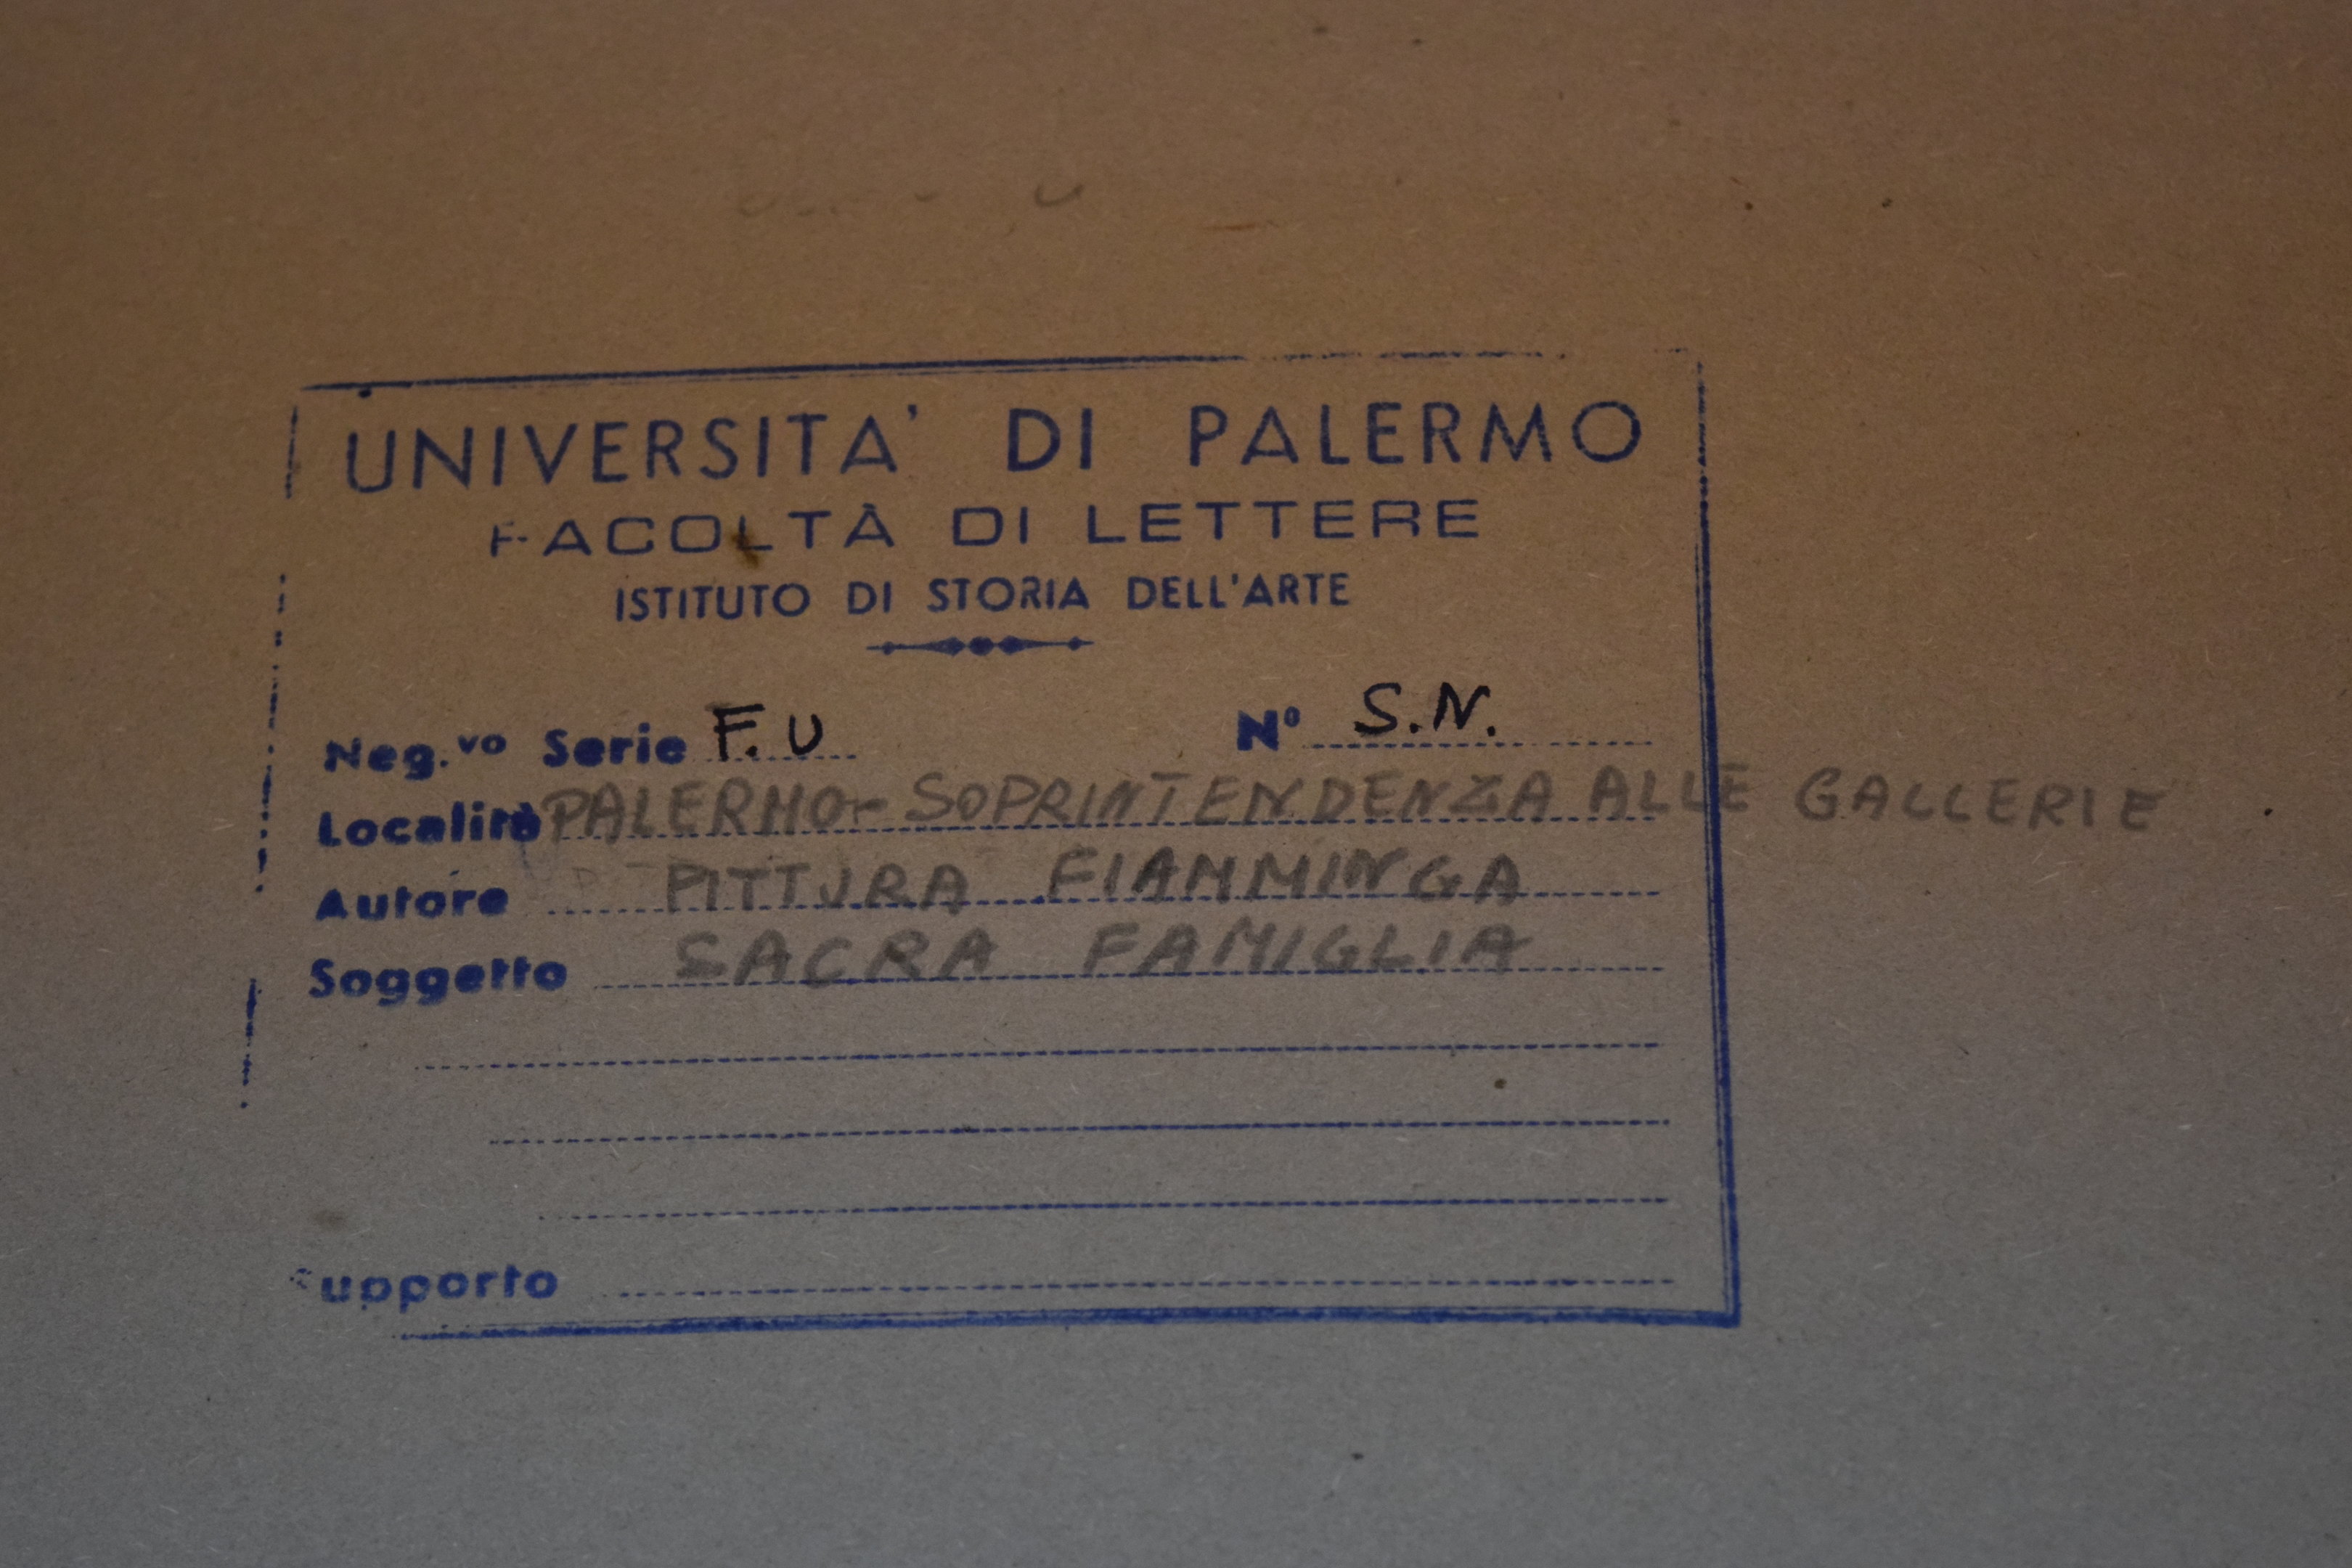 UNIVERSITA' DI PALERMO
FACOLTÀ DI LETTERE
ISTITUTO DI STORIA DELL'ARTE
Neg.vo Serie F. U N° S.N.
Località PALERMO - SOPRINTENDENZA ALLE GALLERIE
Autore PITTURA FIAMMINGA
Soggetto SACRA FAMIGLIA
Supporto